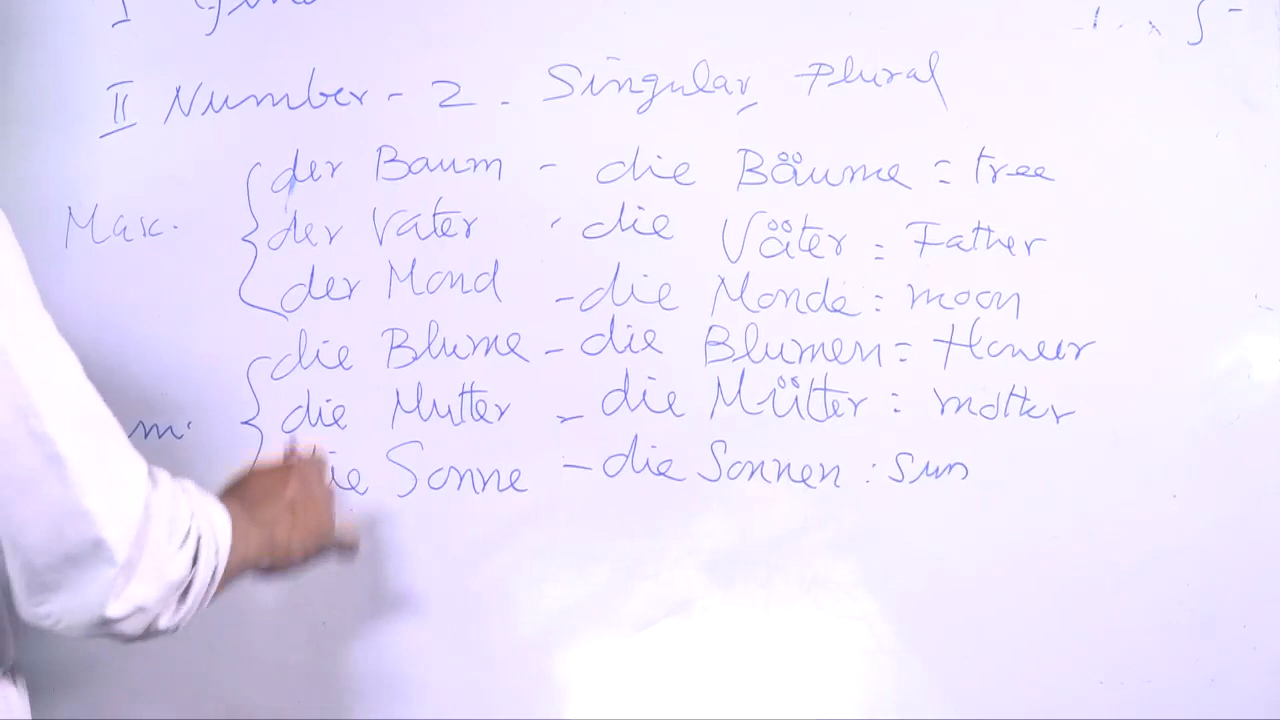 I
II Number - 2. Singular, Plural
der Baum - die Bäume = tree
Mask. der Vater - die Väter = Father
der Mond - die Monde = moon
die Blume - die Blumen = flower
m. die Mutter - die Mütter = mother
die Sonne - die Sonnen : sun